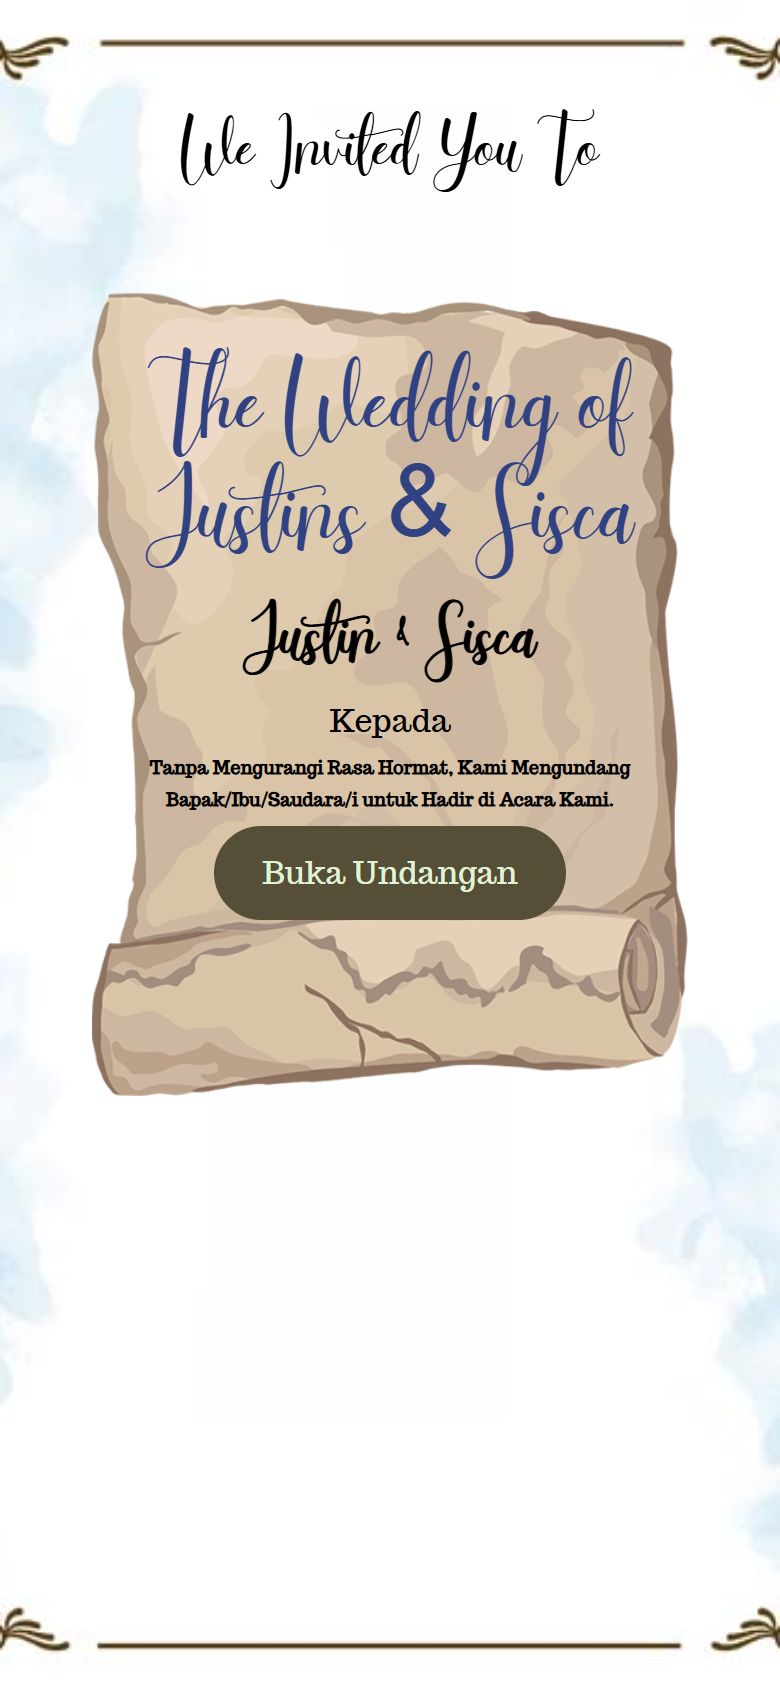 We Invited You To
The Wedding of
Justins & Sisca
Justin & Sisca
Kepada
Tanpa Mengurangi Rasa Hormat, Kami Mengundang
Bapak/Ibu/Saudara/i untuk Hadir di Acara Kami.
Buka Undangan